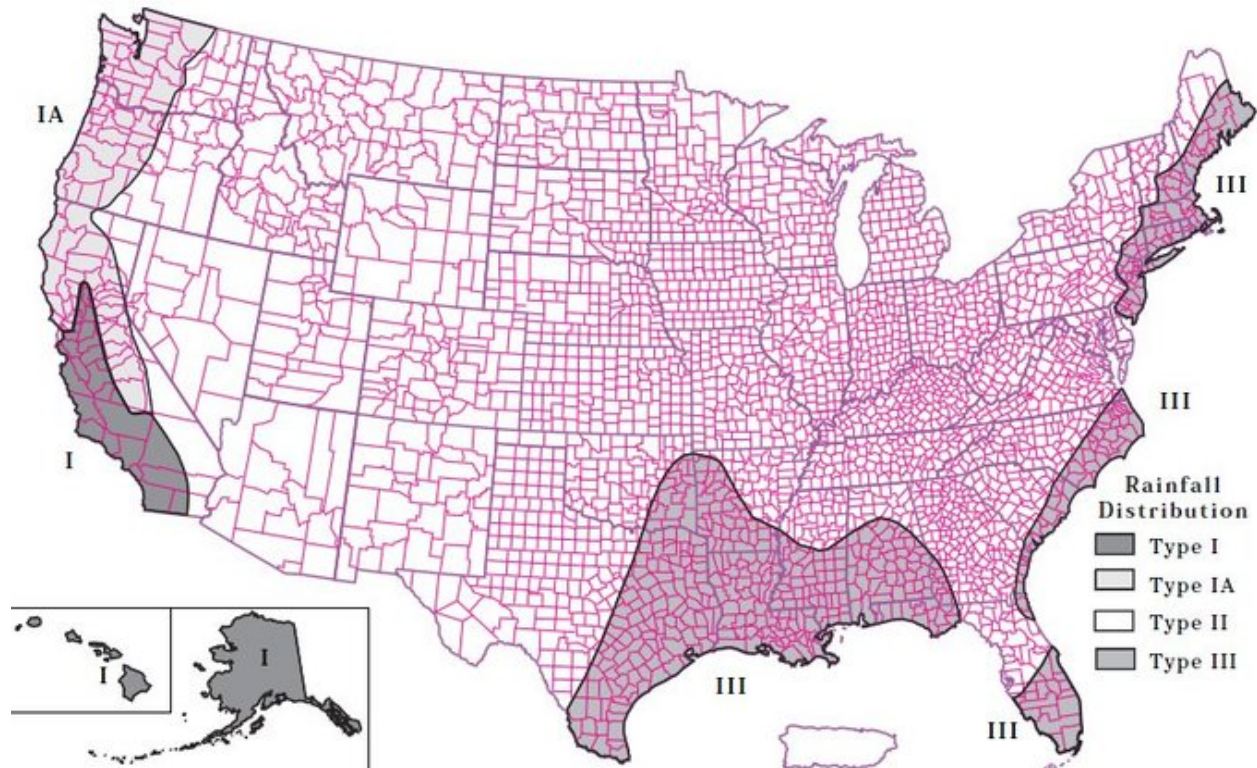 IA
III
III
I
Rainfall
Distribution
Type I
Type IA
Type II
Type III
I
I
III
III